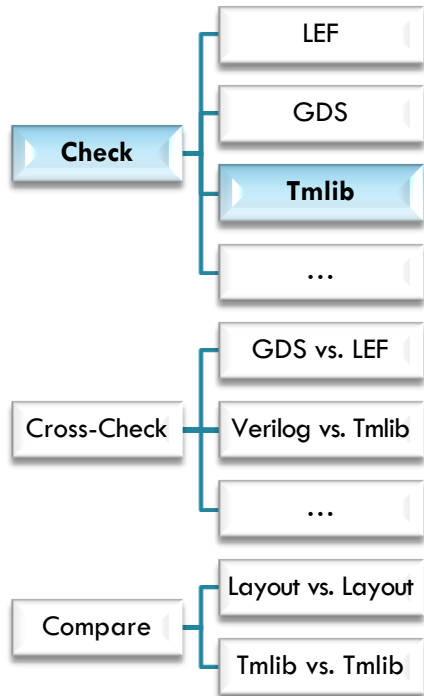 Check
LEF
GDS
Tmlib
...
Cross-Check
GDS vs. LEF
Verilog vs. Tmlib
...
Compare
Layout vs. Layout
Tmlib vs. Tmlib